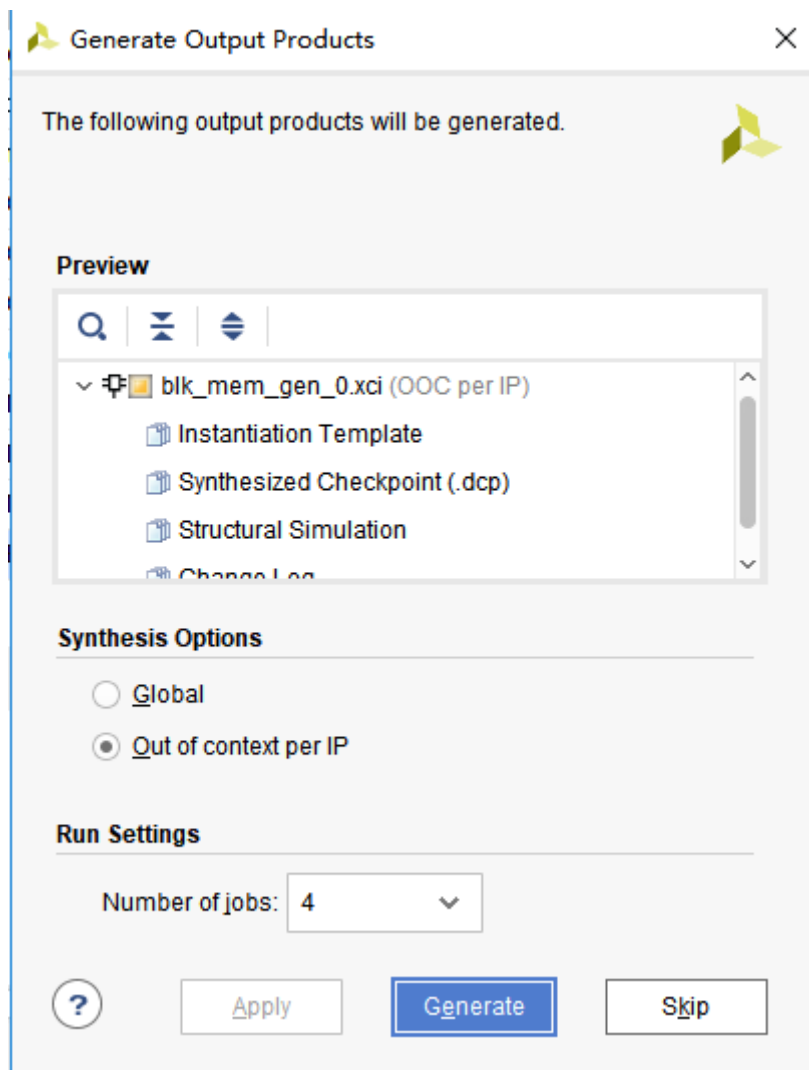 Generate Output Products
The following output products will be generated.
Preview
blk_mem_gen_0.xci (OOC per IP)
Instantiation Template
Synthesized Checkpoint (.dcp)
Structural Simulation
Change Log
Synthesis Options
Global
Out of context per IP
Run Settings
Number of jobs: 4
? Apply Generate Skip